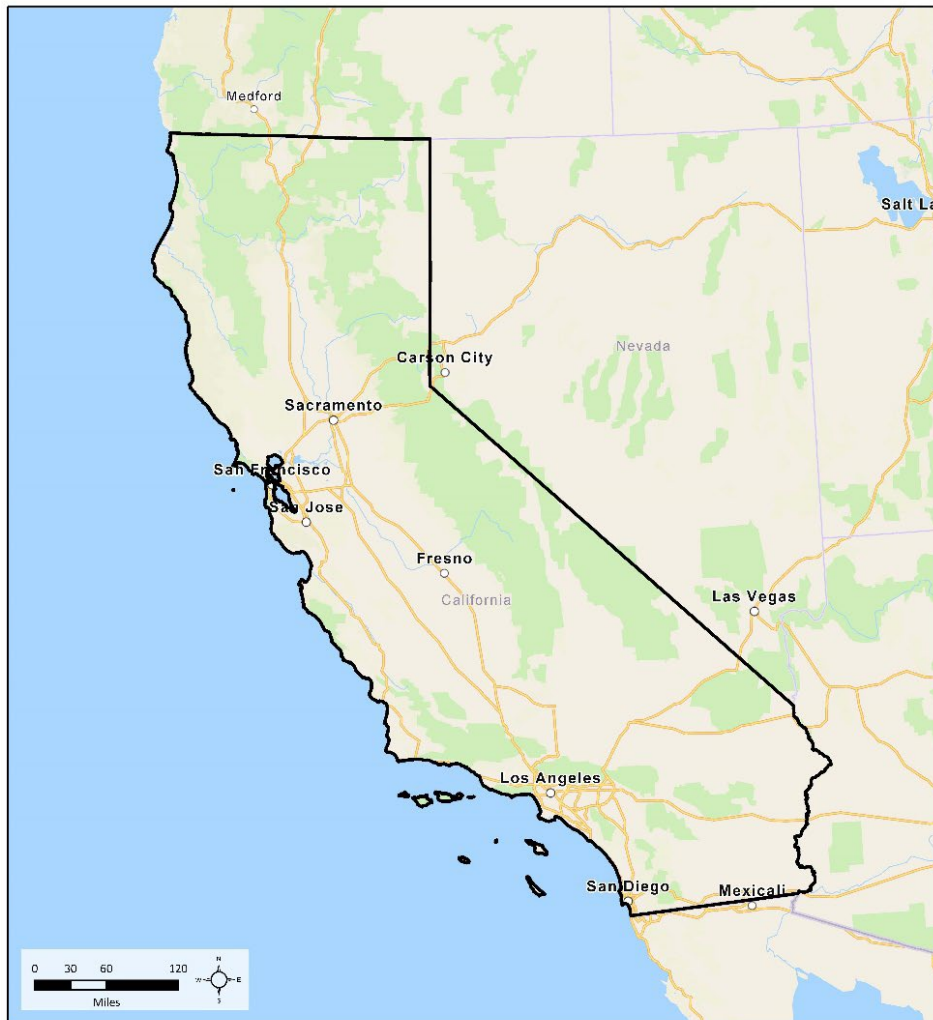 Medford
Salt La
Nevada
Carson City
Sacramento
San Francisco
San Jose
Fresno
California
Las Vegas
Los Angeles
San Diego
Mexicali
N
0 30 60 120
W E
S
Miles